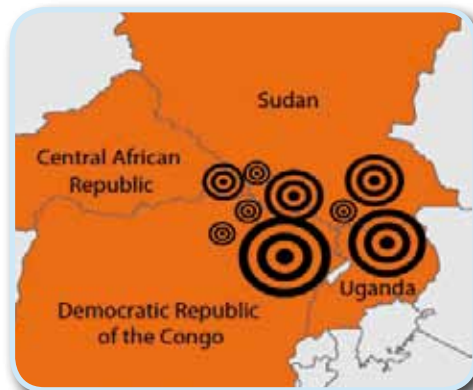 Sudan
Central African
Republic
Uganda
Democratic Republic
of the Congo